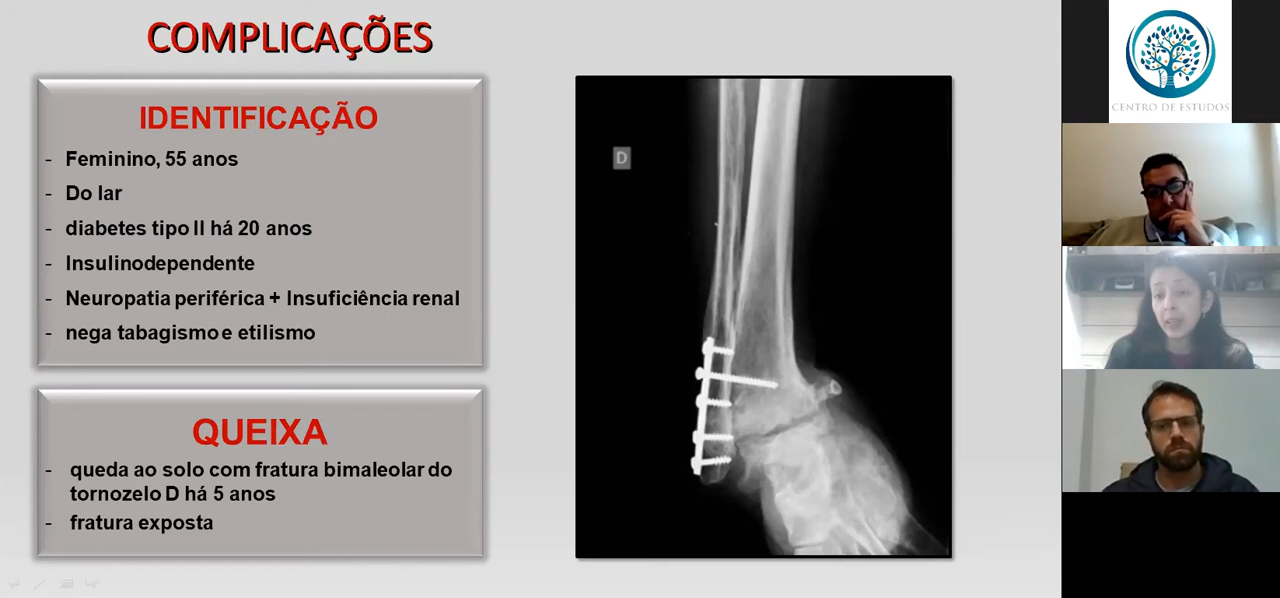 COMPLICAÇÕES
IDENTIFICAÇÃO
- Feminino, 55 anos
- Do lar
- diabetes tipo II há 20 anos
- Insulinodependente
- Neuropatia periférica + Insuficiência renal
- nega tabagismo e etilismo
QUEIXA
- queda ao solo com fratura bimaleolar do
tornozelo D há 5 anos
- fratura exposta
D
CENTRO DE ESTUDOS